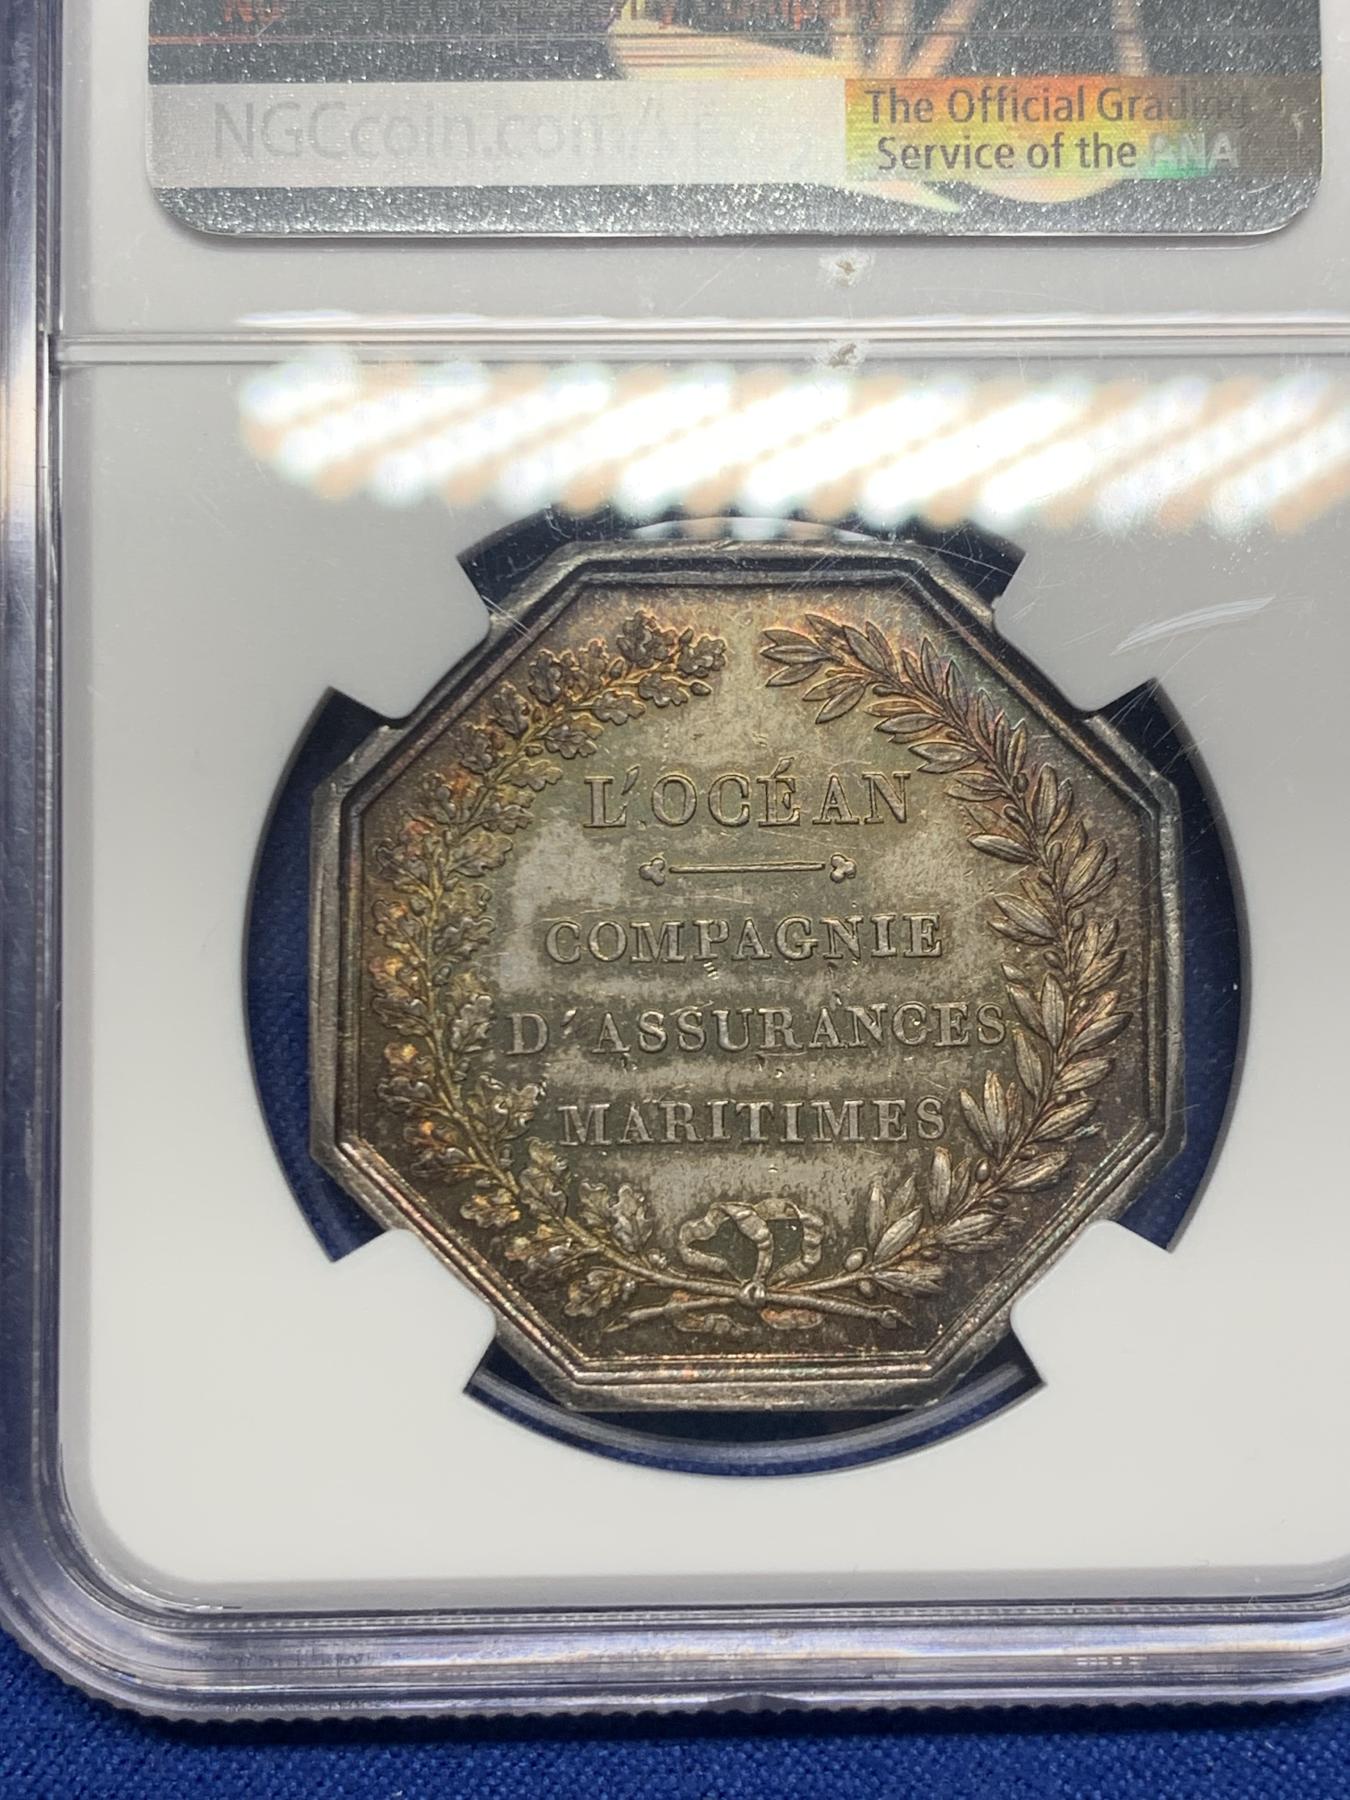 NGCcoin.com/
The Official Grading
Service of the ANA
L'OCÉAN
COMPAGNIE
D'ASSURANCES
MARITIMES